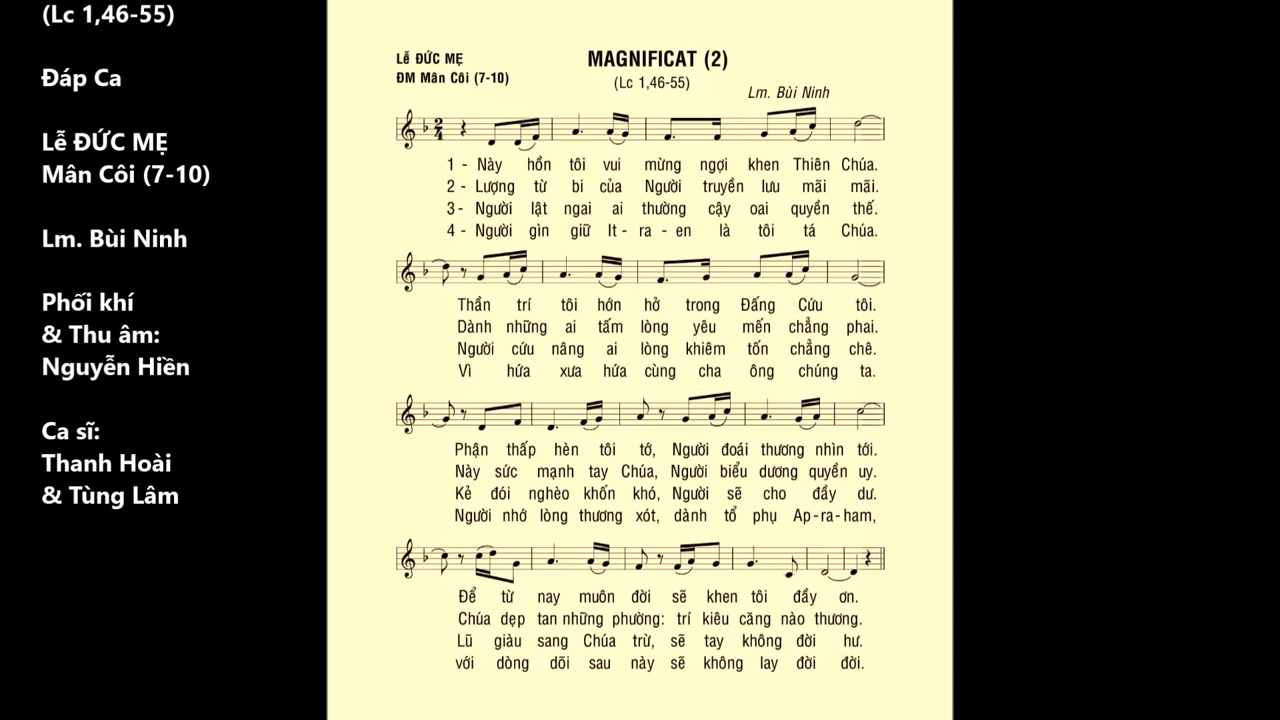 (Lc 1,46-55)
Đáp Ca
Lễ ĐỨC MẸ
Mân Côi (7-10)
Lm. Bùi Ninh
Phối khí
& Thu âm:
Nguyễn Hiền
Ca sĩ:
Thanh Hoài
& Tùng Lâm
Lễ ĐỨC MẸ
ĐM Mân Côi (7-10)
MAGNIFICAT (2)
(Lc 1,46-55)
Lm. Bùi Ninh
2 4
1 - Này hồn tôi vui mừng ngợi khen Thiên Chúa.
2 - Lượng từ bi của Người truyền lưu mãi mãi.
3 - Người lật ngai ai thường cậy oai quyền thế.
4 - Người gìn giữ It - ra - en là tôi tá Chúa.
Thần trí tôi hớn hở trong Đấng Cứu tôi.
Dành những ai tấm lòng yêu mến chẳng phai.
Người cứu nâng ai lòng khiêm tốn chẳng chê.
Vì hứa xưa hứa cùng cha ông chúng ta.
Phận thấp hèn tôi tớ, Người đoái thương nhìn tới.
Này sức mạnh tay Chúa, Người biểu dương quyền uy.
Kẻ đói nghèo khốn khó, Người sẽ cho đầy dư.
Người nhớ lòng thương xót, dành tổ phụ Ap-ra-ham,
Để từ nay muôn đời sẽ khen tôi đầy ơn.
Chúa dẹp tan những phường: trí kiêu căng nào thương.
Lũ giàu sang Chúa trừ, sẽ tay không đời hư.
với dòng dõi sau này sẽ không lay đời đời.